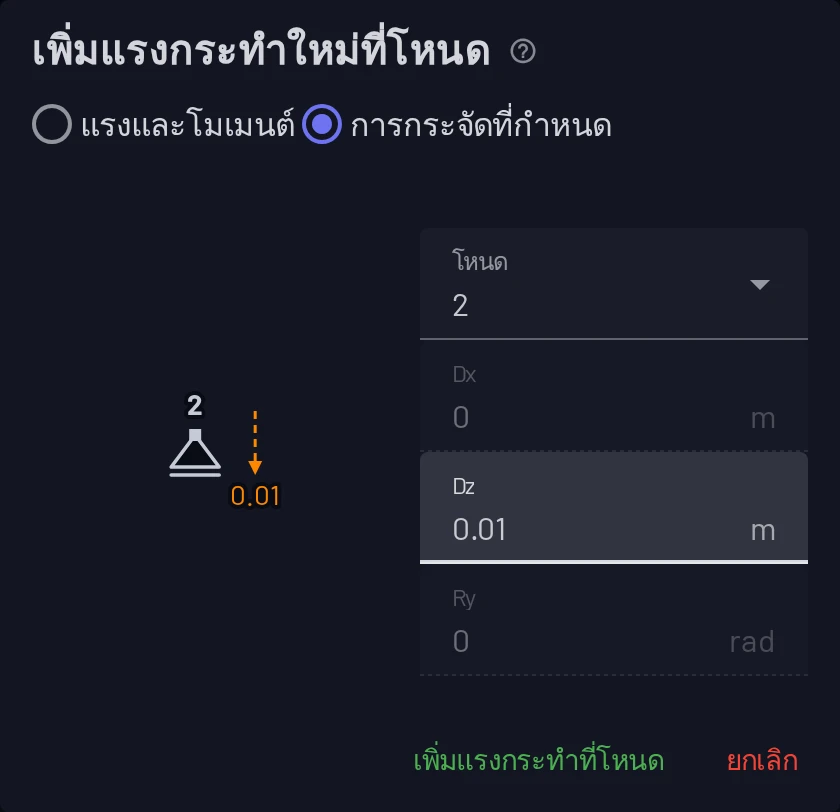 เพิ่มแรงกระทำใหม่ที่โหนด ?
แรงและโมเมนต์ การกระจัดที่กำหนด
โหนด
2
Dx
0 m
2
Dz
0.01
0.01 m
Ry
0 rad
เพิ่มแรงกระทำที่โหนด ยกเลิก